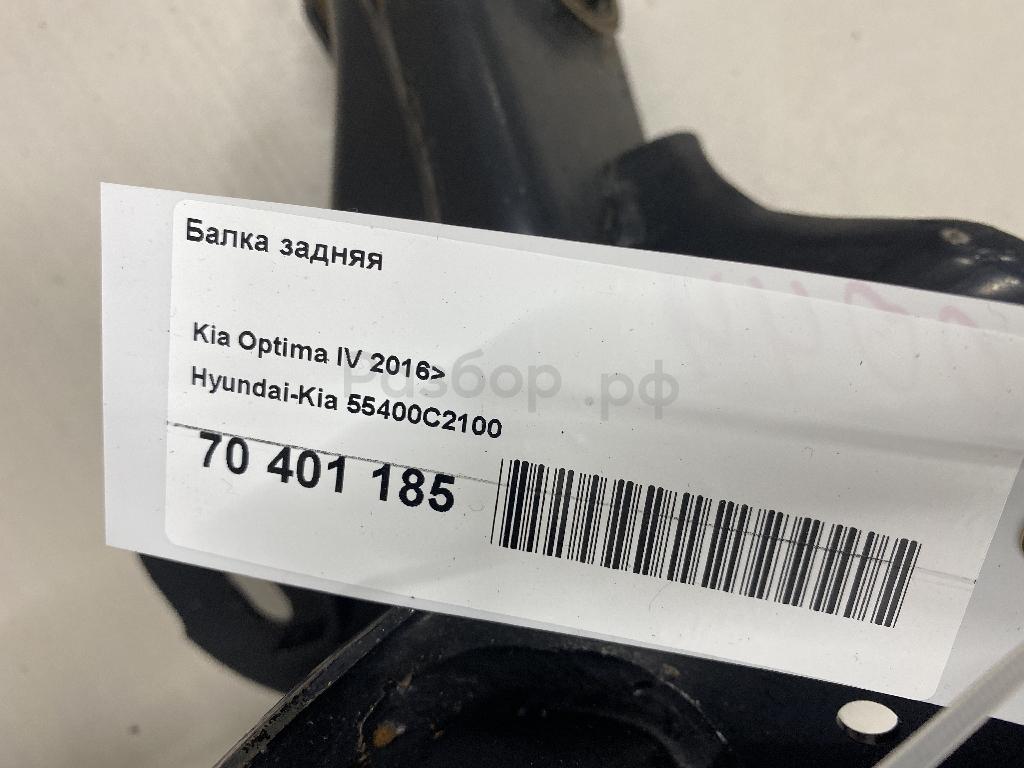 Балка задняя
Kia Optima IV 2016>
Hyundai-Kia 55400C2100
70 401 185
Разбор.рф